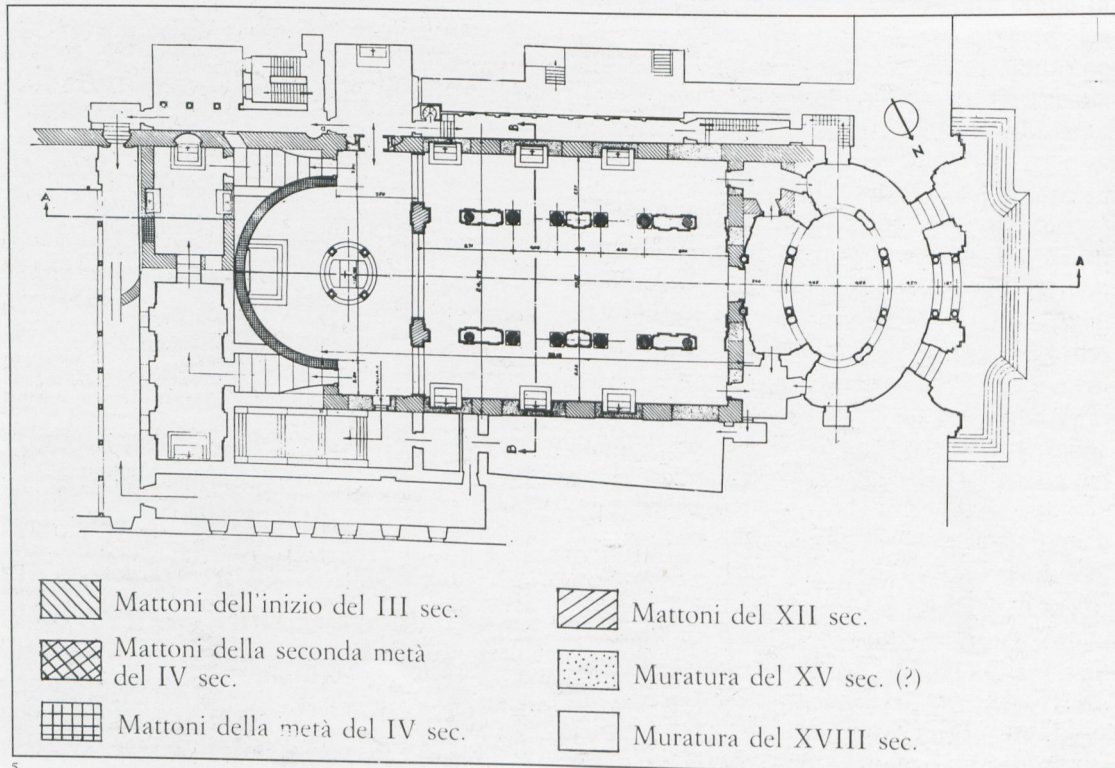 A
B
N
A
B
Mattoni dell'inizio del III sec.
Mattoni della seconda metà
del IV sec.
Mattoni della metà del IV sec.
Mattoni del XII sec.
Muratura del XV sec. (?)
Muratura del XVIII sec.
5